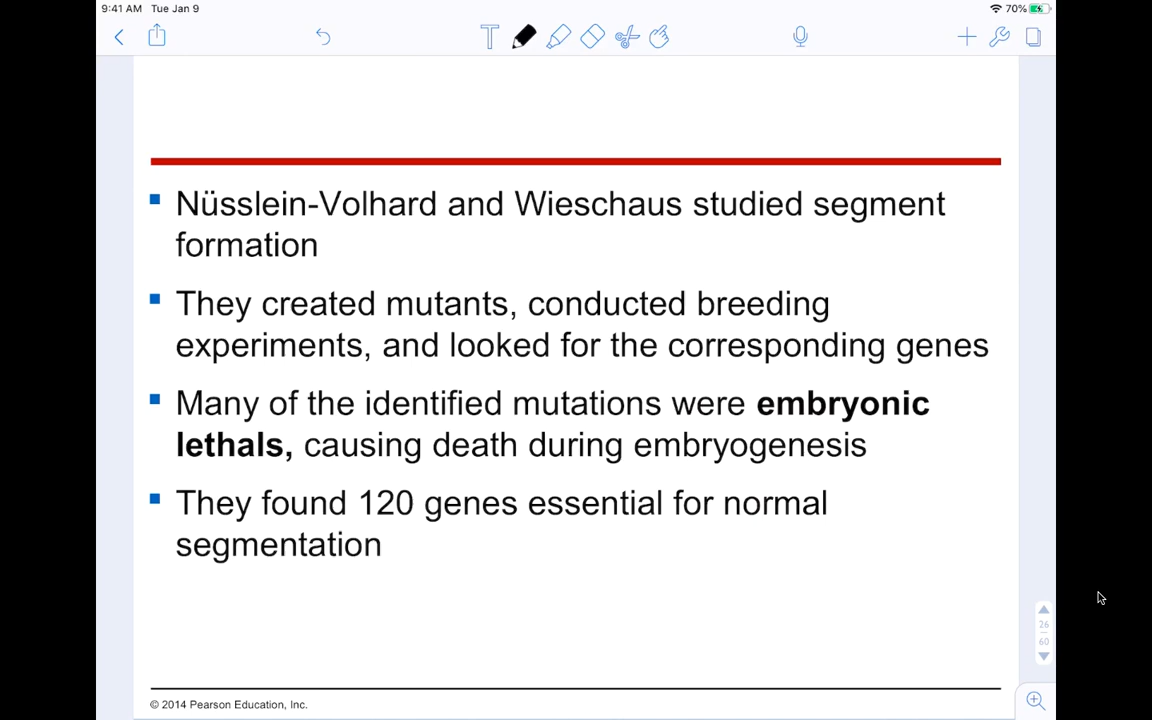 9:41 AM Tue Jan 9
70%
T
Nüsslein-Volhard and Wieschaus studied segment
formation
They created mutants, conducted breeding
experiments, and looked for the corresponding genes
Many of the identified mutations were embryonic
lethals, causing death during embryogenesis
They found 120 genes essential for normal
segmentation
26
60
© 2014 Pearson Education, Inc.